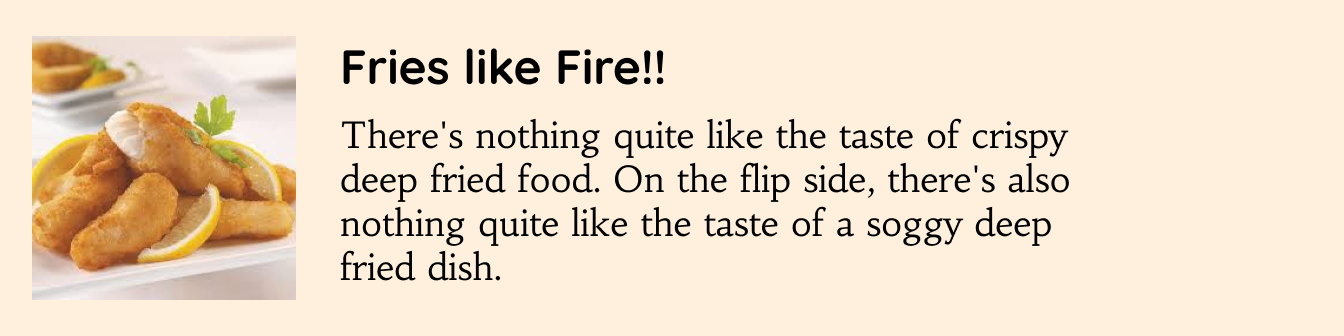 Fries like Fire!!
There's nothing quite like the taste of crispy
deep fried food. On the flip side, there's also
nothing quite like the taste of a soggy deep
fried dish.